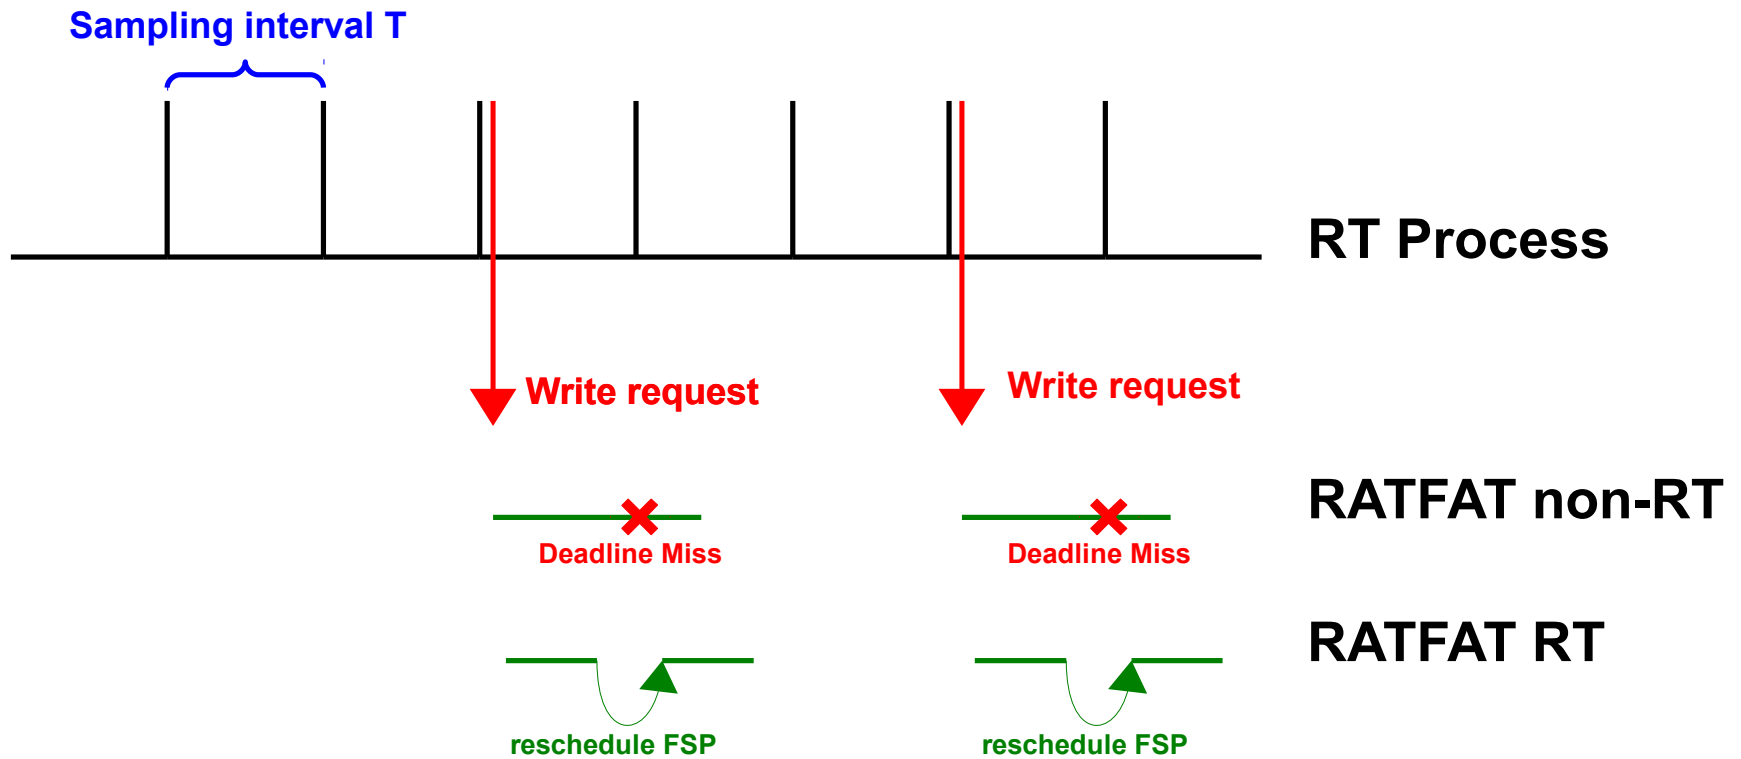 Sampling interval T
RT Process
Write request
Write request
RATFAT non-RT
Deadline Miss
Deadline Miss
RATFAT RT
reschedule FSP
reschedule FSP